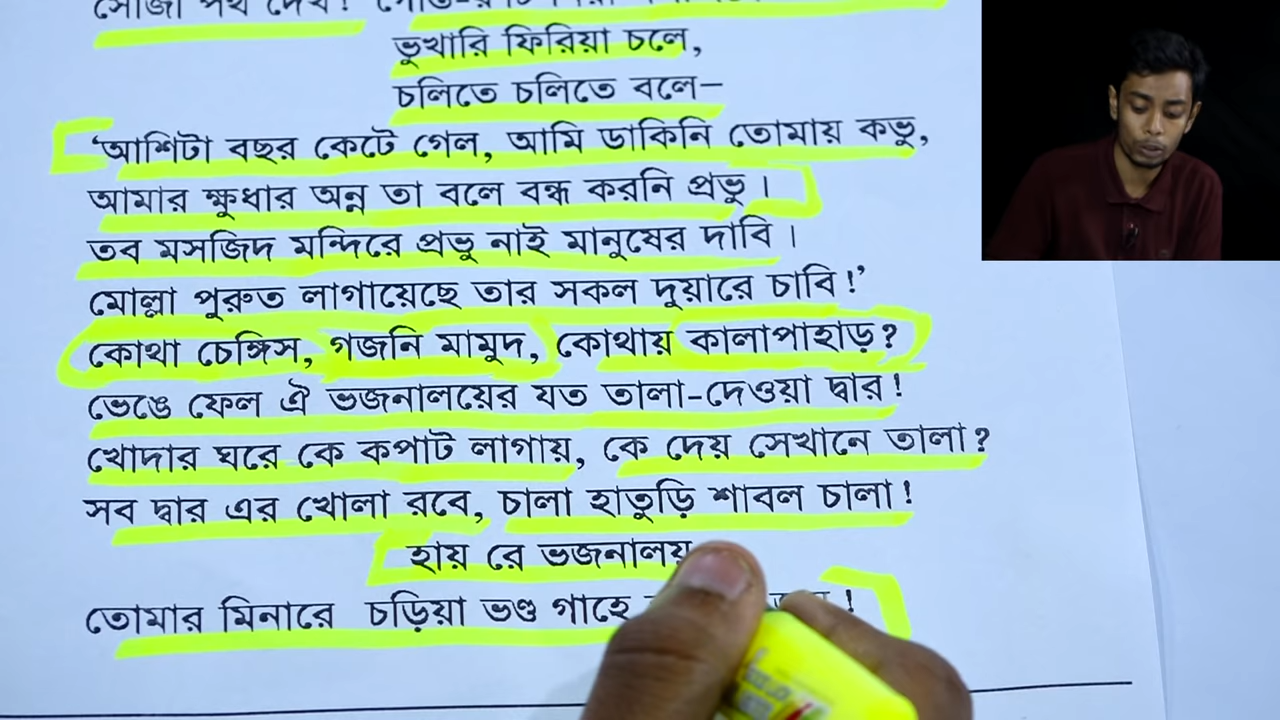 সোজা পথ দেখ!
ভুখারি ফিরিয়া চলে,
চলিতে চলিতে বলে–
‘আশিটা বছর কেটে গেল, আমি ডাকিনি তোমায় কভু,
আমার ক্ষুধার অন্ন তা বলে বন্ধ করনি প্রভু।
তব মসজিদ মন্দিরে প্রভু নাই মানুষের দাবি।
মোল্লা পুরুত লাগায়েছে তার সকল দুয়ারে চাবি!’
কোথা চেঙ্গিস, গজনি মামুদ, কোথায় কালাপাহাড়?
ভেঙে ফেল ঐ ভজনালয়ের যত তালা-দেওয়া দ্বার!
খোদার ঘরে কে কপাট লাগায়, কে দেয় সেখানে তালা?
সব দ্বার এর খোলা রবে, চালা হাতুড়ি শাবল চালা!
হায় রে ভজনালয়
তোমার মিনারে চড়িয়া ভণ্ড গাহে !